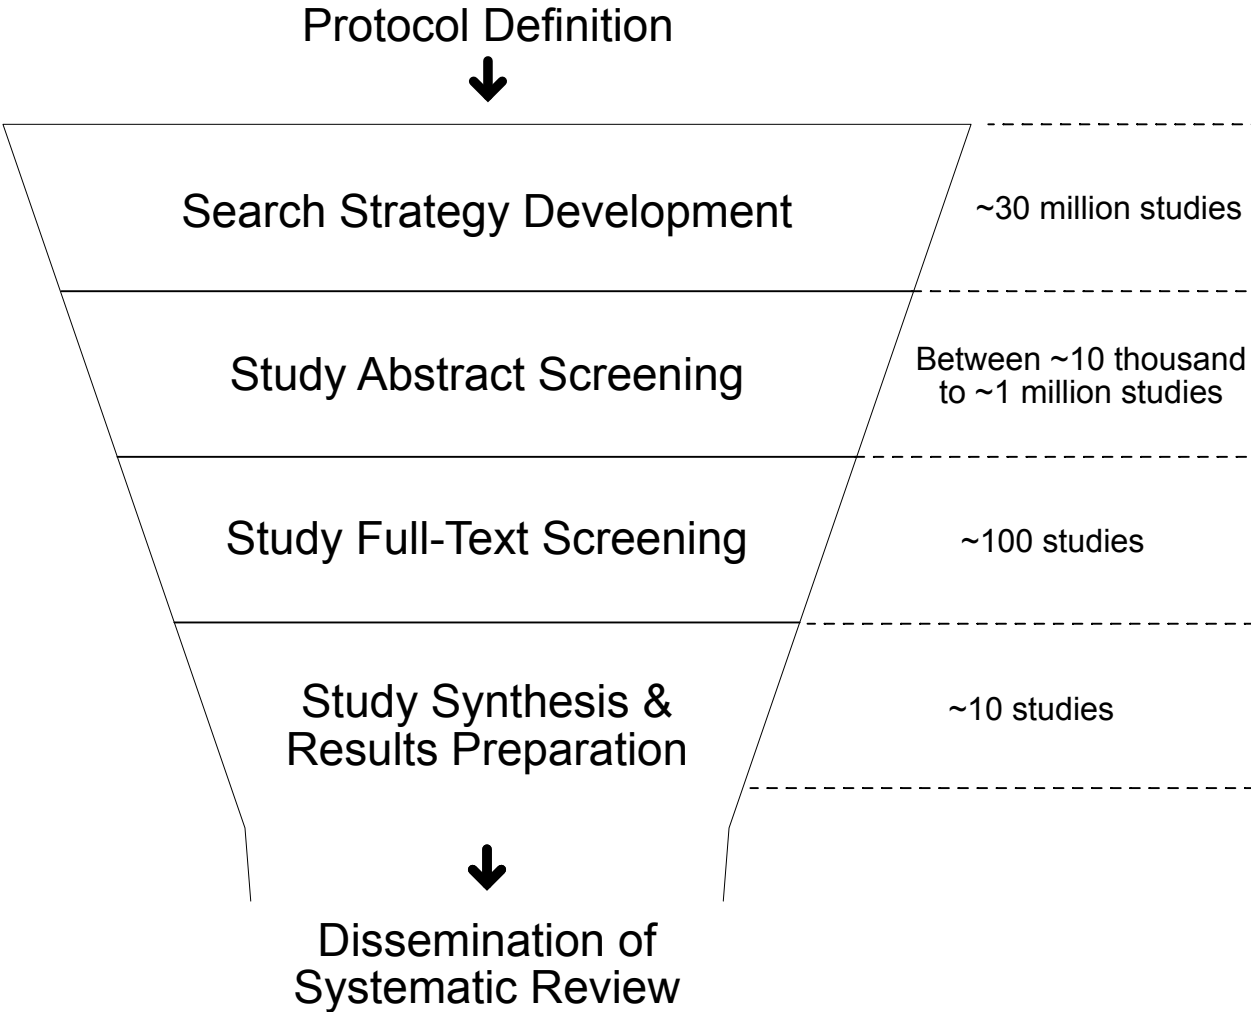 Protocol Definition
Search Strategy Development
~30 million studies
Study Abstract Screening
Between ~10 thousand
to ~1 million studies
Study Full-Text Screening
~100 studies
Study Synthesis &
Results Preparation
~10 studies
Dissemination of
Systematic Review